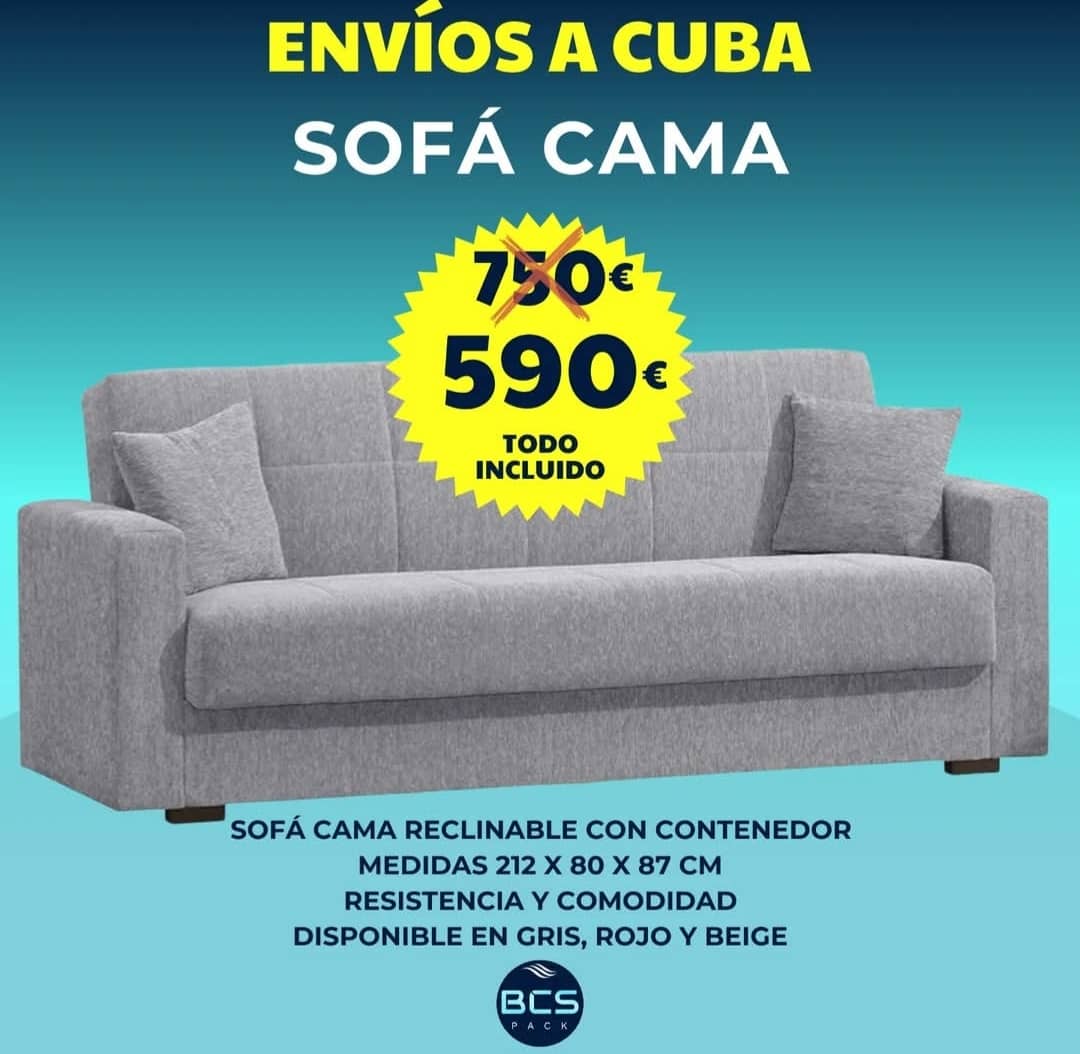 ENVÍOS A CUBA
SOFÁ CAMA
750€
590€
TODO
INCLUIDO
SOFÁ CAMA RECLINABLE CON CONTENEDOR
MEDIDAS 212 X 80 X 87 CM
RESISTENCIA Y COMODIDAD
DISPONIBLE EN GRIS, ROJO Y BEIGE
BCS
PACK